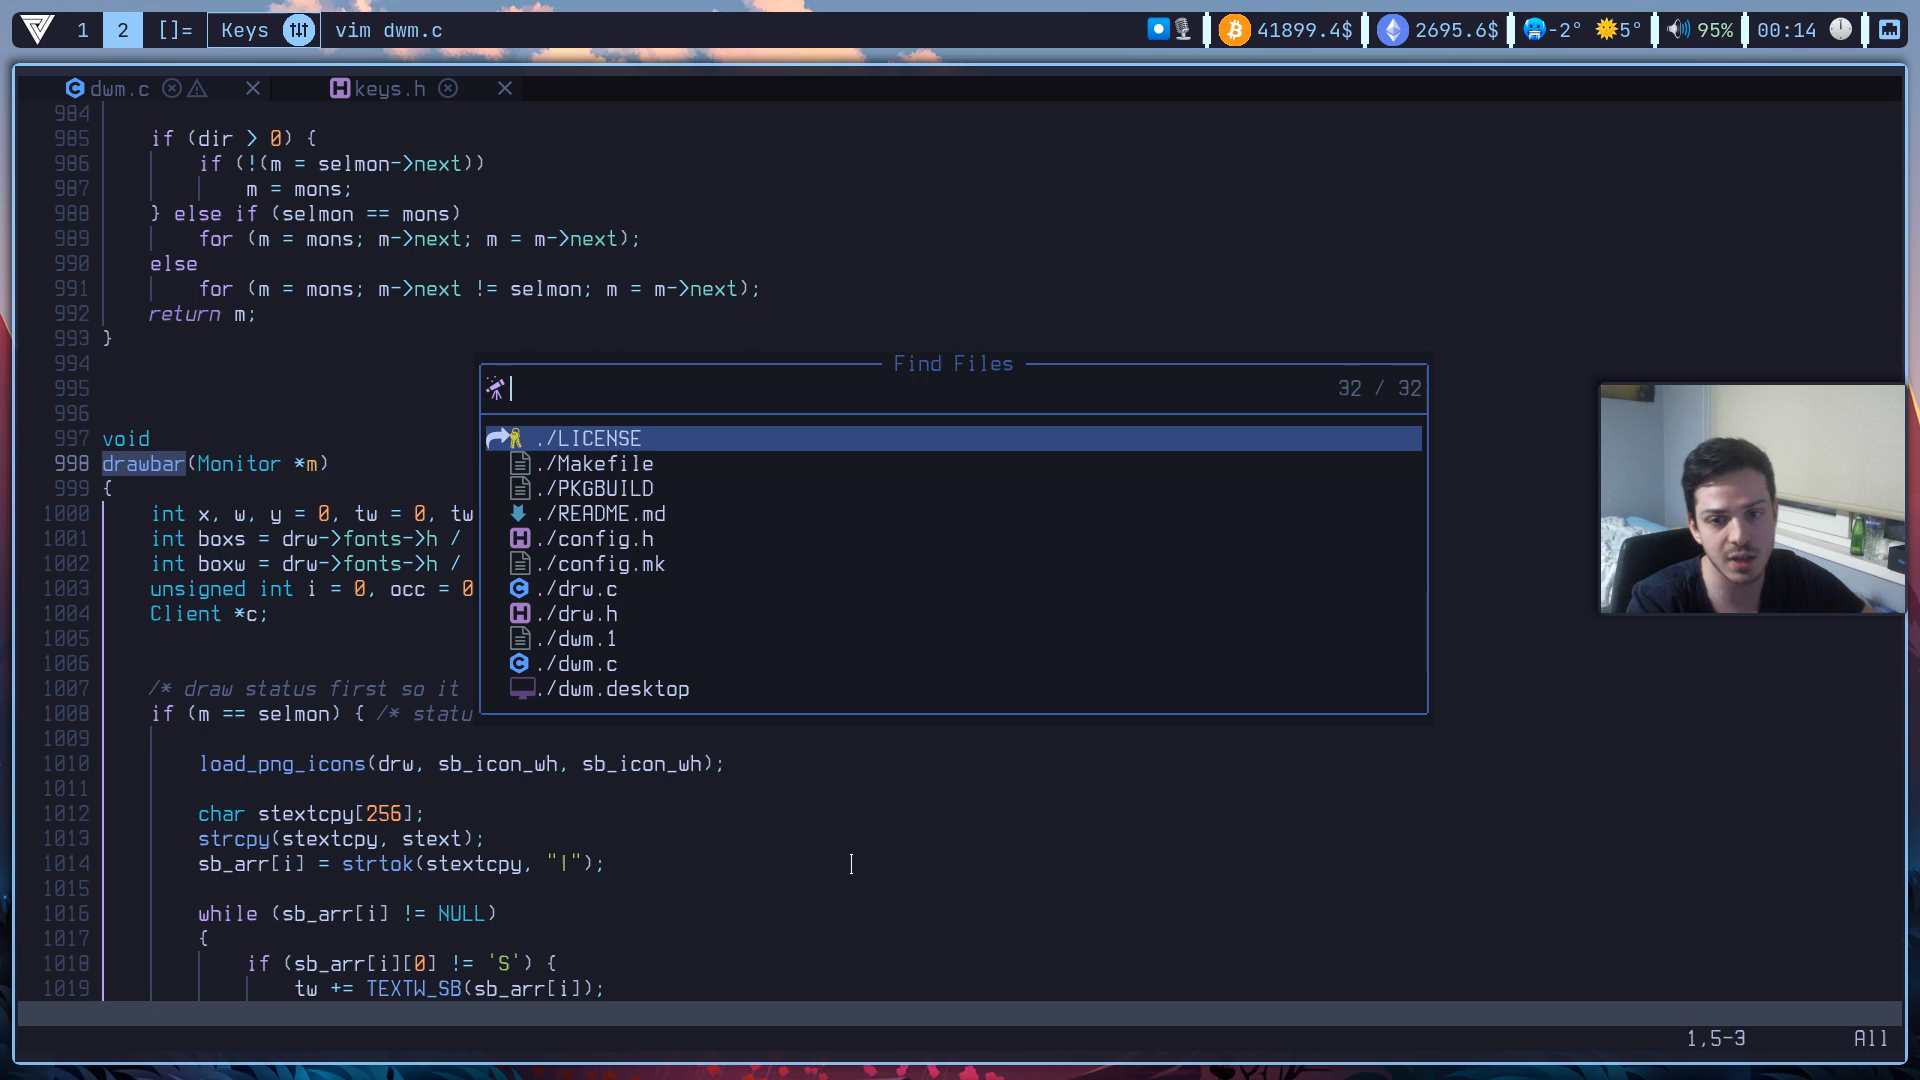 1 2 []= Keys vim dwm.c 41899.4$ 2695.6$ -2° 5° 95% 00:14
dwm.c keys.h
984
985 if (dir > 0) {
986 if (!(m = selmon->next))
987 m = mons;
988 } else if (selmon == mons)
989 for (m = mons; m->next; m = m->next);
990 else
991 for (m = mons; m->next != selmon; m = m->next);
992 return m;
993 }
994
995
996
997 void
998 drawbar(Monitor *m)
999 {
1000 int x, w, y = 0, tw = 0, tw
1001 int boxs = drw->fonts->h /
1002 int boxw = drw->fonts->h /
1003 unsigned int i = 0, occ = 0
1004 Client *c;
1005
1006
1007 /* draw status first so it
1008 if (m == selmon) { /* statu
1009
1010 load_png_icons(drw, sb_icon_wh, sb_icon_wh);
1011
1012 char stextcpy[256];
1013 strcpy(stextcpy, stext);
1014 sb_arr[i] = strtok(stextcpy, "|");
1015
1016 while (sb_arr[i] != NULL)
1017 {
1018 if (sb_arr[i][0] != 'S') {
1019 tw += TEXTW_SB(sb_arr[i]);
Find Files
32 / 32
./LICENSE
./Makefile
./PKGBUILD
./README.md
./config.h
./config.mk
./drw.c
./drw.h
./dwm.1
./dwm.c
./dwm.desktop
1,5-3 All